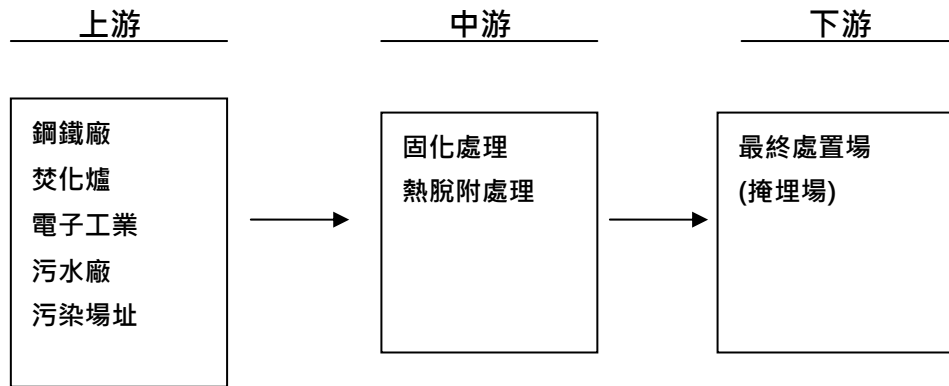 上游
中游
下游
鋼鐵廠
焚化爐
電子工業
污水廠
污染場址
固化處理
熱脫附處理
最終處置場
(掩埋場)